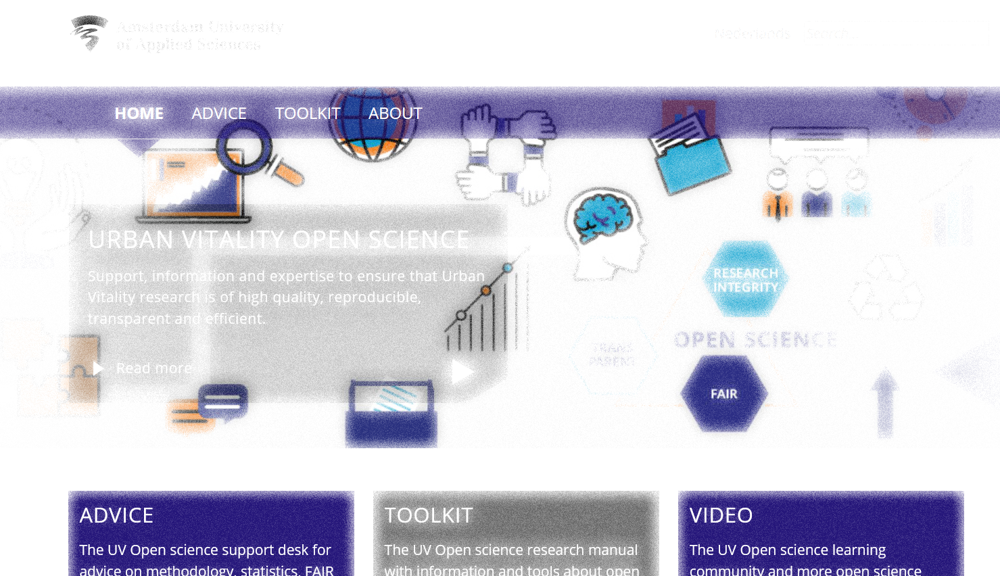 Amsterdam University
of Applied Sciences
Nederlands Search...
HOME ADVICE TOOLKIT ABOUT
URBAN VITALITY OPEN SCIENCE
Support, information and expertise to ensure that Urban
Vitality research is of high quality, reproducible,
transparent and efficient.
Read more
RESEARCH
INTEGRITY
OPEN SCIENCE
TRANS
PARENT
FAIR
ADVICE
The UV Open science support desk for
advice on methodology, statistics, FAIR
TOOLKIT
The UV Open science research manual
with information and tools about open
VIDEO
The UV Open science learning
community and more open science